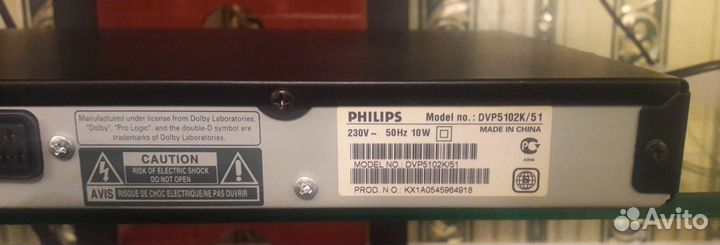 Manufactured under license from Dolby Laboratories.
"Dolby", "Pro Logic", and the double-D symbol are
trademarks of Dolby Laboratories.
CAUTION
RISK OF ELECTRIC SHOCK
DO NOT OPEN
AVIS
RISQUE DE CHOC ELECTRIQUE/NE PAS OUVRIR
PHILIPS Model no.: DVP5102K/51
230V~ 50Hz 10W
MADE IN CHINA
MODEL NO.: DVP5102K/51
PROD. NO.: KX1A0545964918
Avito